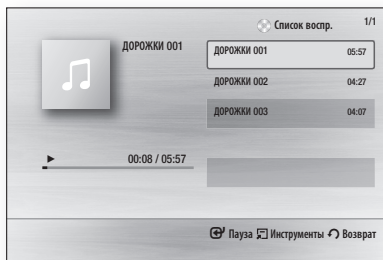 Список воспр. 1/1
ДОРОЖКИ 001
ДОРОЖКИ 001 05:57
ДОРОЖКИ 002 04:27
ДОРОЖКИ 003 04:07
00:08 / 05:57
Пауза Инструменты Возврат